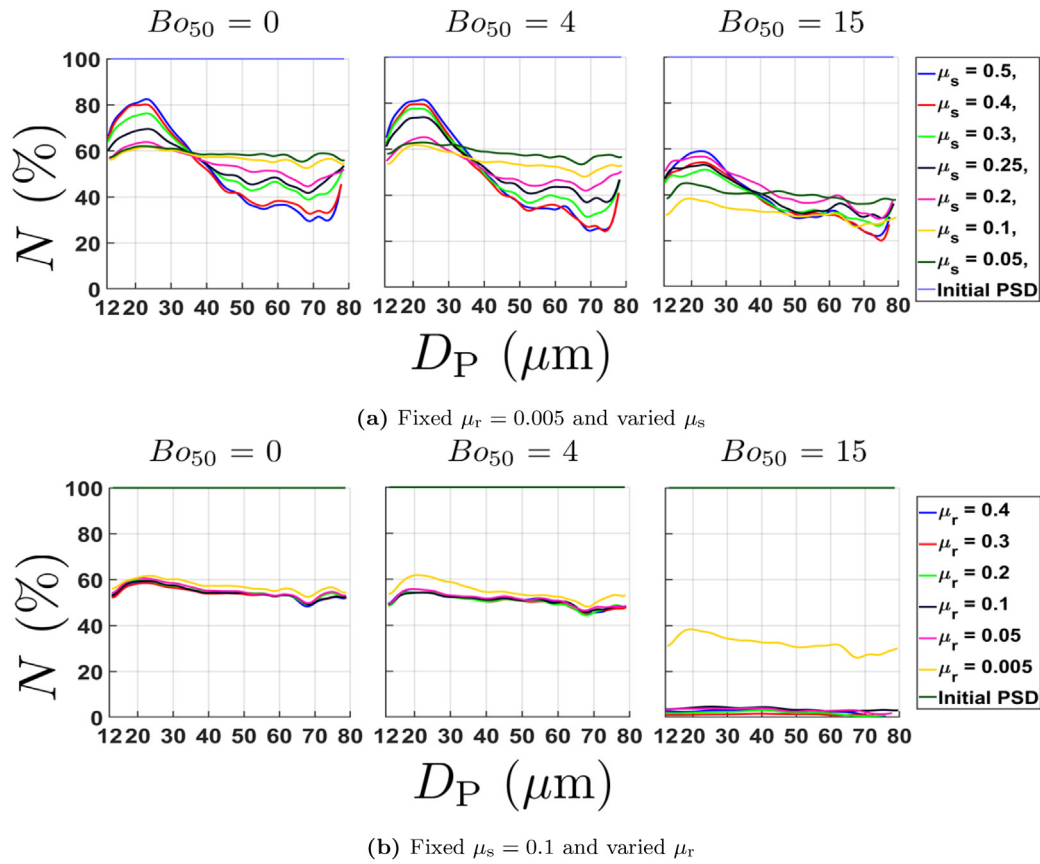 Bo50 = 0 Bo50 = 4 Bo50 = 15
100
80
60
40
20
0
N (%)
12 20 30 40 50 60 70 80
12 20 30 40 50 60 70 80
12 20 30 40 50 60 70 80
μs = 0.5,
μs = 0.4,
μs = 0.3,
μs = 0.25,
μs = 0.2,
μs = 0.1,
μs = 0.05,
Initial PSD
DP (μm)
(a) Fixed μr = 0.005 and varied μs
Bo50 = 0 Bo50 = 4 Bo50 = 15
100
80
60
40
20
0
N (%)
12 20 30 40 50 60 70 80
12 20 30 40 50 60 70 80
12 20 30 40 50 60 70 80
μr = 0.4
μr = 0.3
μr = 0.2
μr = 0.1
μr = 0.05
μr = 0.005
Initial PSD
DP (μm)
(b) Fixed μs = 0.1 and varied μr